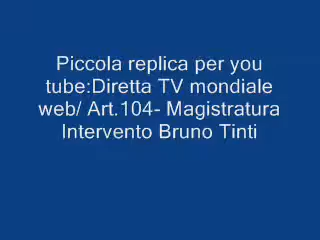 Piccola replica per you
tube:Diretta TV mondiale
web/ Art.104- Magistratura
Intervento Bruno Tinti